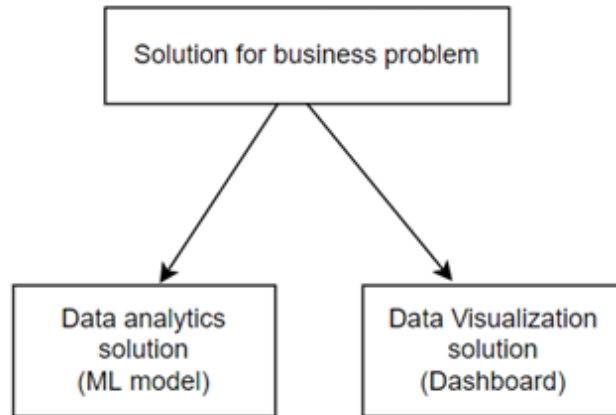 Solution for business problem
Data analytics
solution
(ML model)
Data Visualization
solution
(Dashboard)